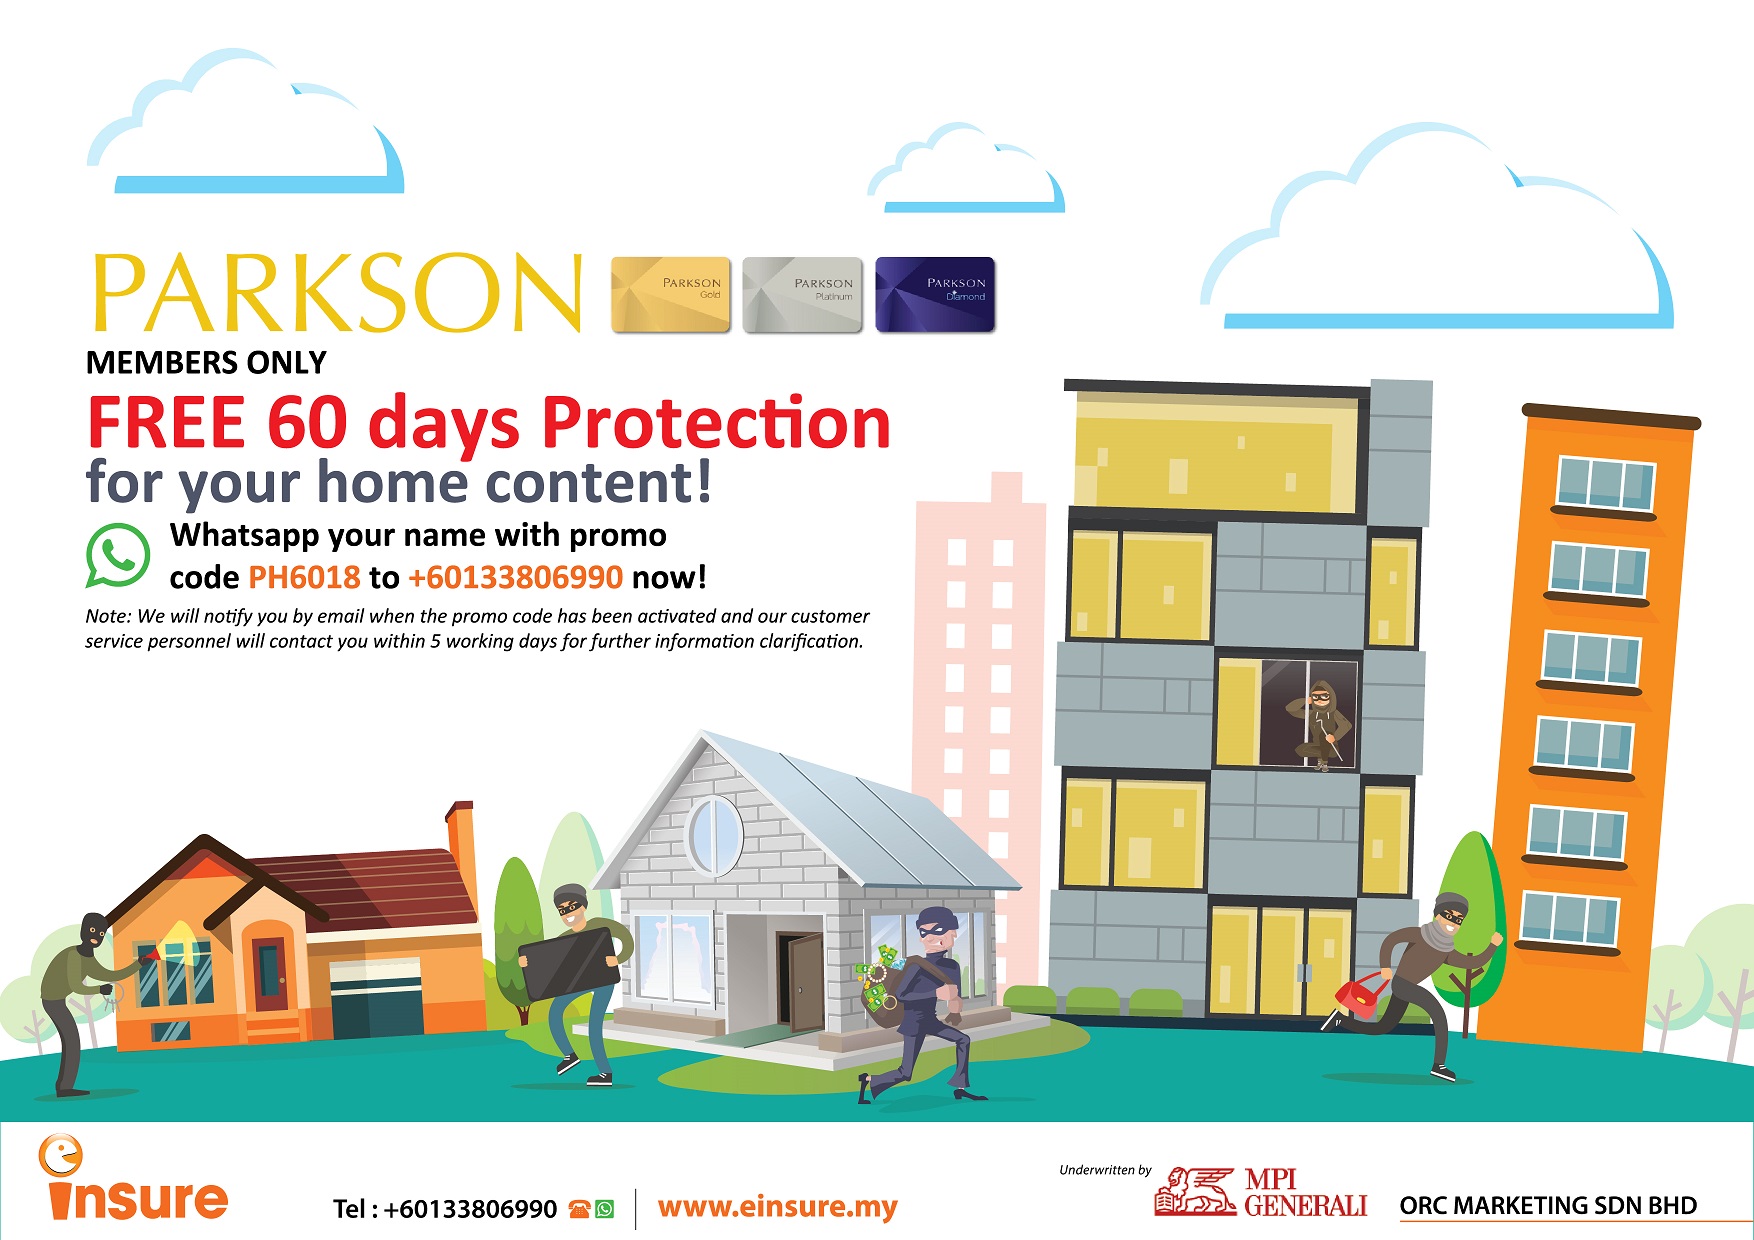 PARKSON
PARKSON
Gold
PARKSON
Platinum
PARKSON
Diamond
MEMBERS ONLY
FREE 60 days Protection
for your home content!
Whatsapp your name with promo
code PH6018 to +60133806990 now!
Note: We will notify you by email when the promo code has been activated and our customer
service personnel will contact you within 5 working days for further information clarification.
einsure
Tel : +60133806990
www.einsure.my
Underwritten by
MPI
GENERALI
ORC MARKETING SDN BHD